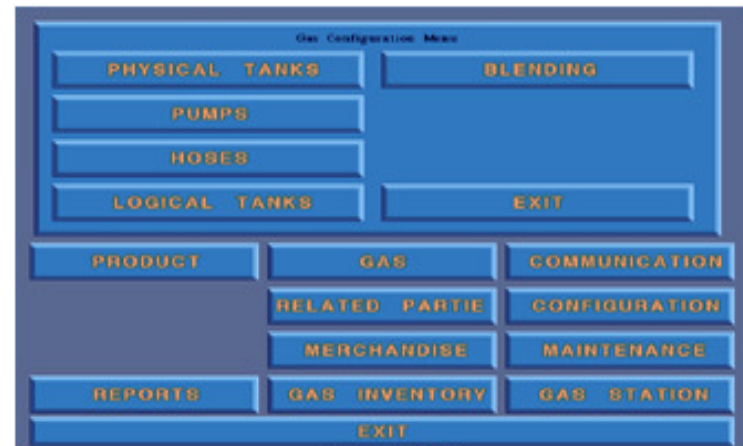 Gas Configuration Menu
PHYSICAL TANKS BLENDING
PUMPS
HOSES
LOGICAL TANKS EXIT
PRODUCT GAS COMMUNICATION
RELATED PARTIE CONFIGURATION
MERCHANDISE MAINTENANCE
REPORTS GAS INVENTORY GAS STATION
EXIT